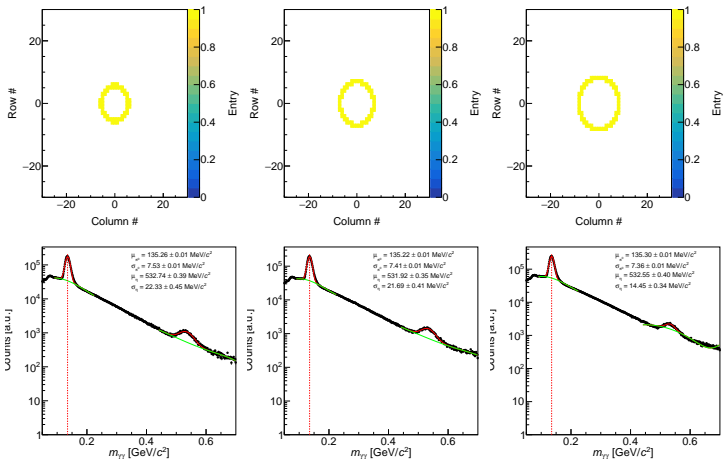 20
0
−20
Row #
−20
0
20
Column #
1
0.8
0.6
0.4
0.2
0
Entry
20
0
−20
Row #
−20
0
20
Column #
1
0.8
0.6
0.4
0.2
0
Entry
20
0
−20
Row #
−20
0
20
Column #
1
0.8
0.6
0.4
0.2
0
Entry
μπ⁰ = 135.26 ± 0.01 MeV/c²
σπ⁰ = 7.53 ± 0.01 MeV/c²
μη = 532.74 ± 0.39 MeV/c²
ση = 22.33 ± 0.45 MeV/c²
10⁵
10⁴
10³
10²
10
1
Counts [a.u.]
0.2
0.4
0.6
mγγ [GeV/c²]
μπ⁰ = 135.22 ± 0.01 MeV/c²
σπ⁰ = 7.41 ± 0.01 MeV/c²
μη = 531.92 ± 0.35 MeV/c²
ση = 21.69 ± 0.41 MeV/c²
10⁵
10⁴
10³
10²
10
1
Counts [a.u.]
0.2
0.4
0.6
mγγ [GeV/c²]
μπ⁰ = 135.30 ± 0.01 MeV/c²
σπ⁰ = 7.36 ± 0.01 MeV/c²
μη = 532.55 ± 0.40 MeV/c²
ση = 14.45 ± 0.34 MeV/c²
10⁵
10⁴
10³
10²
10
1
Counts [a.u.]
0.2
0.4
0.6
mγγ [GeV/c²]